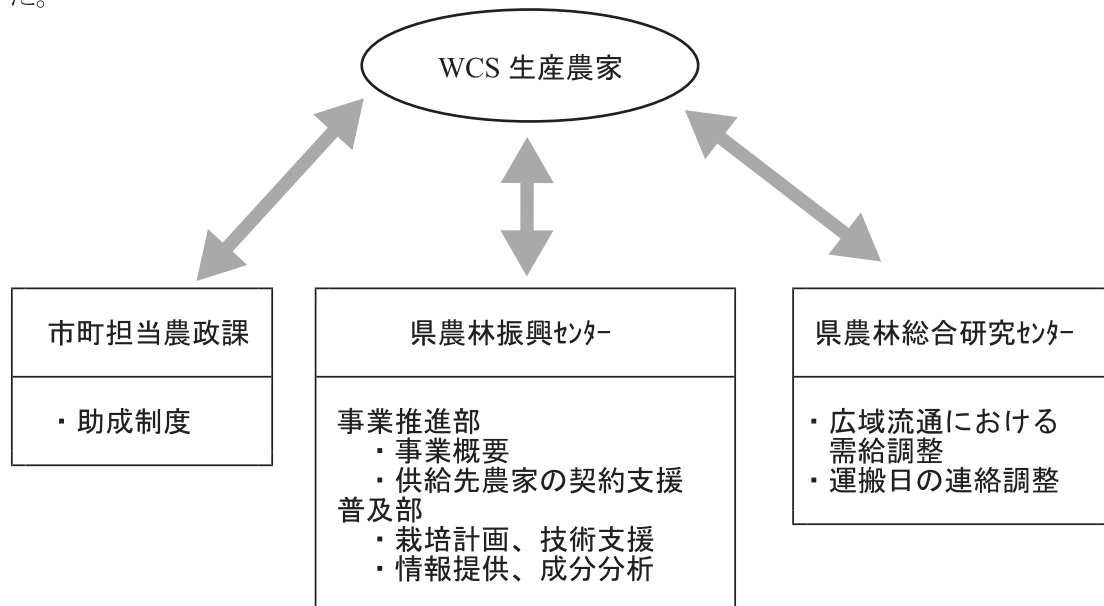 た。
WCS 生産農家
市町担当農政課
・助成制度
県農林振興ｾﾝﾀｰ
事業推進部
・事業概要
・供給先農家の契約支援
普及部
・栽培計画、技術支援
・情報提供、成分分析
県農林総合研究ｾﾝﾀｰ
・広域流通における
需給調整
・運搬日の連絡調整